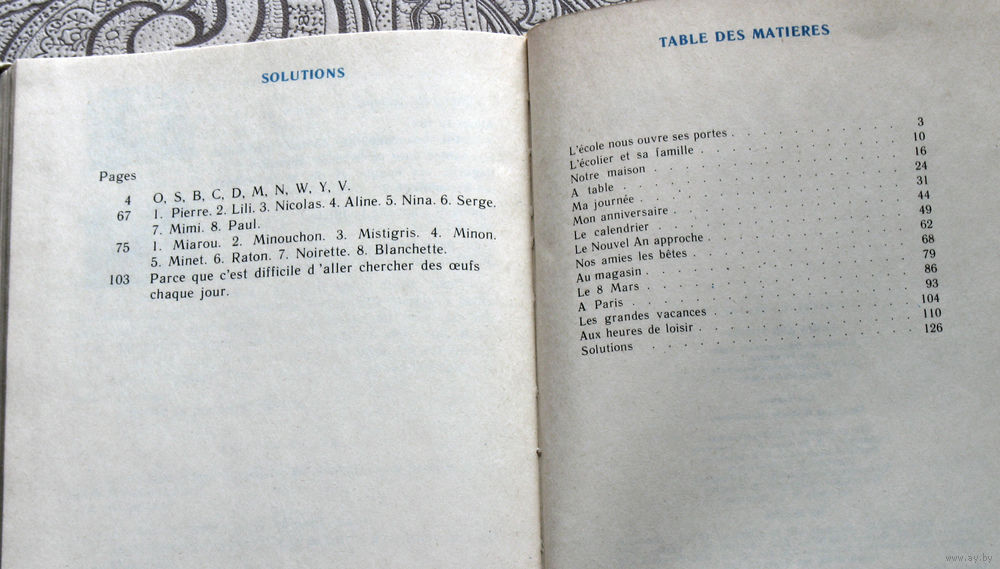 SOLUTIONS
Pages
4 O, S, B, C, D, M, N, W, Y, V.
67 1. Pierre. 2. Lili. 3. Nicolas. 4. Aline. 5. Nina. 6. Serge.
7. Mimi. 8. Paul.
75 1. Miarou. 2. Minouchon. 3. Mistigris. 4. Minon.
5. Minet. 6. Raton. 7. Noirette. 8. Blanchette.
103 Parce que c'est difficile d'aller chercher des œufs
chaque jour.
TABLE DES MATIERES
L'école nous ouvre ses portes . . . . . . . . . 3
L'écolier et sa famille . . . . . . . . . 10
Notre maison . . . . . . . . . 16
A table . . . . . . . . . 24
Ma journée . . . . . . . . . 31
Mon anniversaire . . . . . . . . . 44
Le calendrier . . . . . . . . . 49
Le Nouvel An approche . . . . . . . . . 62
Nos amies les bêtes . . . . . . . . . 68
Au magasin . . . . . . . . . 79
Le 8 Mars . . . . . . . . . 86
A Paris . . . . . . . . . 93
Les grandes vacances . . . . . . . . . 104
Aux heures de loisir . . . . . . . . . 110
Solutions . . . . . . . . . 126
www.ay.by